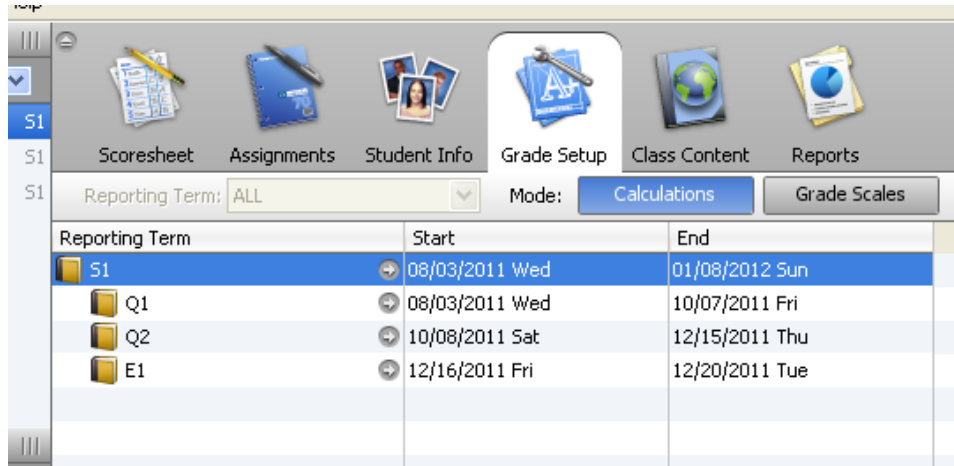 S1
S1
S1
Scoresheet Assignments Student Info Grade Setup Class Content Reports
Reporting Term: ALL Mode: Calculations Grade Scales
Reporting Term Start End
S1 08/03/2011 Wed 01/08/2012 Sun
Q1 08/03/2011 Wed 10/07/2011 Fri
Q2 10/08/2011 Sat 12/15/2011 Thu
E1 12/16/2011 Fri 12/20/2011 Tue